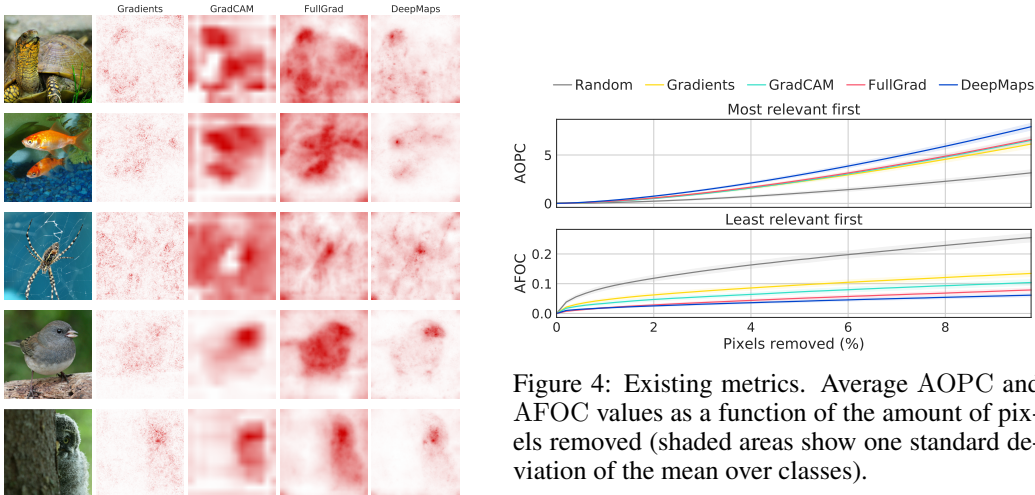 Gradients GradCAM FullGrad DeepMaps
Random Gradients GradCAM FullGrad DeepMaps
Most relevant first
AOPC
5
0
Least relevant first
AFOC
0.2
0.1
0.0
0 2 4 6 8
Pixels removed (%)
Figure 4: Existing metrics. Average AOPC and
AFOC values as a function of the amount of pix-
els removed (shaded areas show one standard de-
viation of the mean over classes).